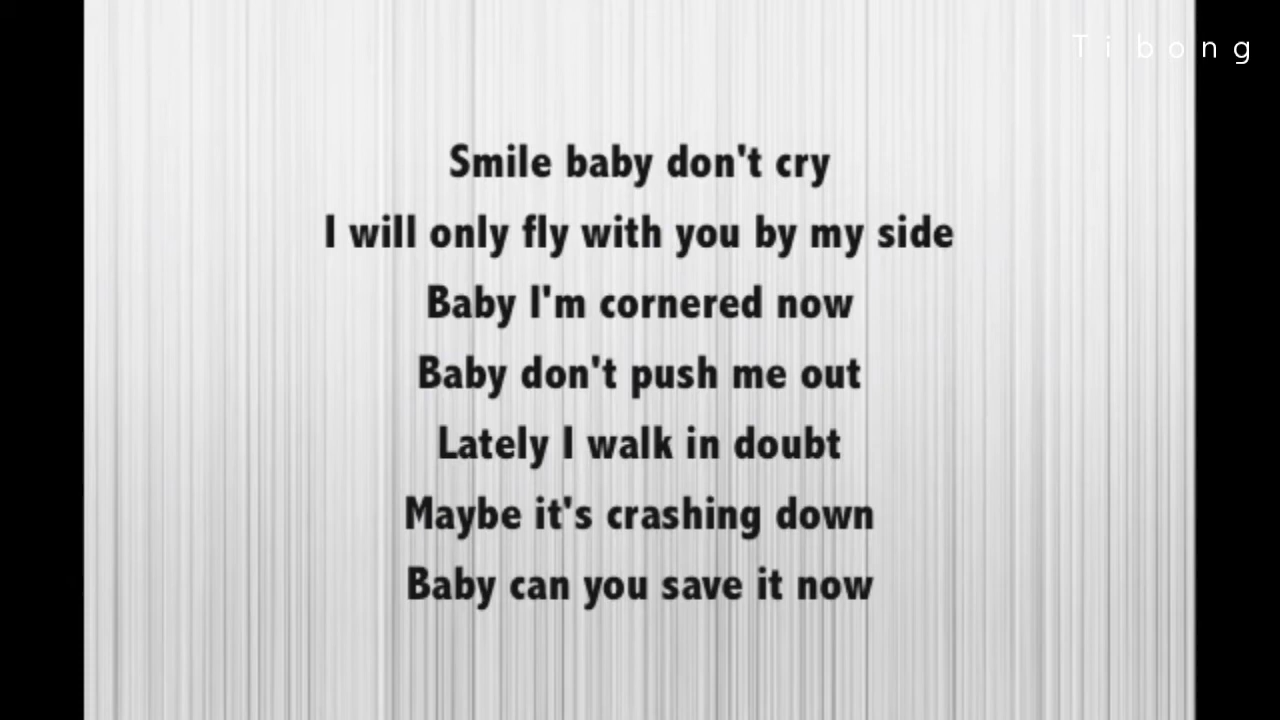 T i b o n g
Smile baby don't cry
I will only fly with you by my side
Baby I'm cornered now
Baby don't push me out
Lately I walk in doubt
Maybe it's crashing down
Baby can you save it now